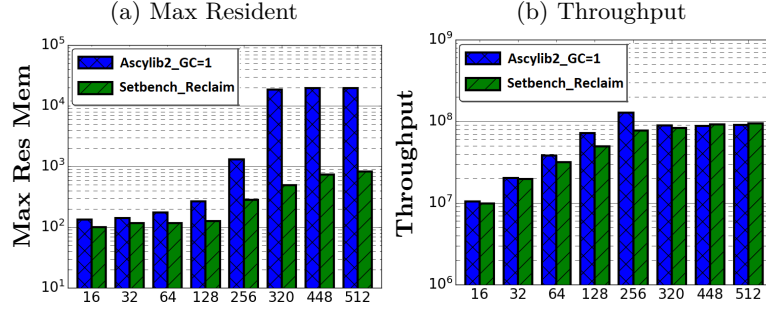 (a) Max Resident
Max Res Mem
10^5
10^4
10^3
10^2
10^1
Ascylib2_GC=1
Setbench_Reclaim
16 32 64 128 256 320 448 512
(b) Throughput
Throughput
10^9
10^8
10^7
10^6
Ascylib2_GC=1
Setbench_Reclaim
16 32 64 128 256 320 448 512